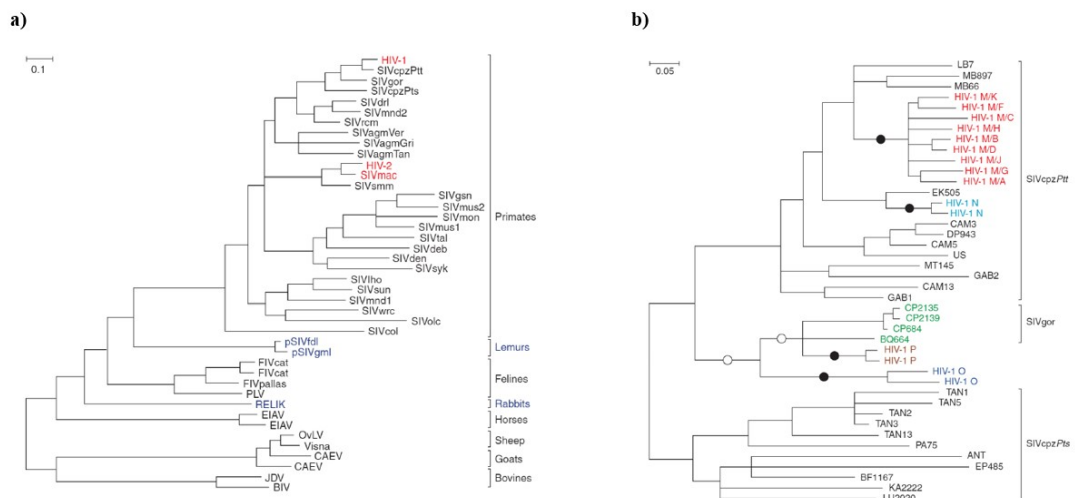 a)
0.1
HIV-1
SIVcpzPtt
SIVgor
SIVcpzPts
SIVdrl
SIVmnd2
SIVrcm
SIVagmVer
SIVagmGri
SIVagmTan
HIV-2
SIVmac
SIVsmm
SIVgsn
SIVmus2
SIVmon
SIVmus1
SIVtal
SIVdeb
SIVden
SIVsyk
SIVlho
SIVsun
SIVmnd1
SIVwrc
SIVolc
SIVcol
Primates
pSIVfdl
pSIVgml
Lemurs
FIVcat
FIVcat
FIVpallas
PLV
Felines
RELIK
Rabbits
EIAV
EIAV
Horses
OvLV
Visna
Sheep
CAEV
CAEV
Goats
JDV
BIV
Bovines
b)
0.05
LB7
MB897
MB66
HIV-1 M/K
HIV-1 M/F
HIV-1 M/C
HIV-1 M/H
HIV-1 M/B
HIV-1 M/D
HIV-1 M/J
HIV-1 M/G
HIV-1 M/A
EK505
HIV-1 N
HIV-1 N
CAM3
DP943
CAM5
US
MT145
GAB2
CAM13
GAB1
SIVcpzPtt
CP2135
CP2139
CP684
BQ664
SIVgor
HIV-1 P
HIV-1 P
HIV-1 O
HIV-1 O
TAN1
TAN5
TAN2
TAN3
TAN13
PA75
ANT
EP485
BF1167
KA2222
SIVcpzPts